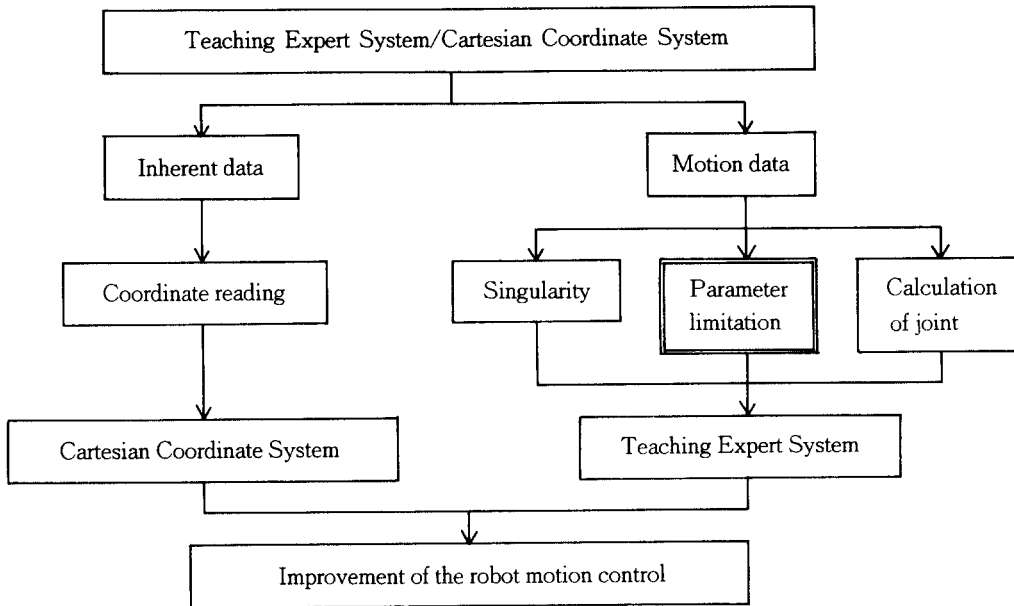 Teaching Expert System/Cartesian Coordinate System
Inherent data
Motion data
Coordinate reading
Singularity
Parameter
limitation
Calculation
of joint
Cartesian Coordinate System
Teaching Expert System
Improvement of the robot motion control